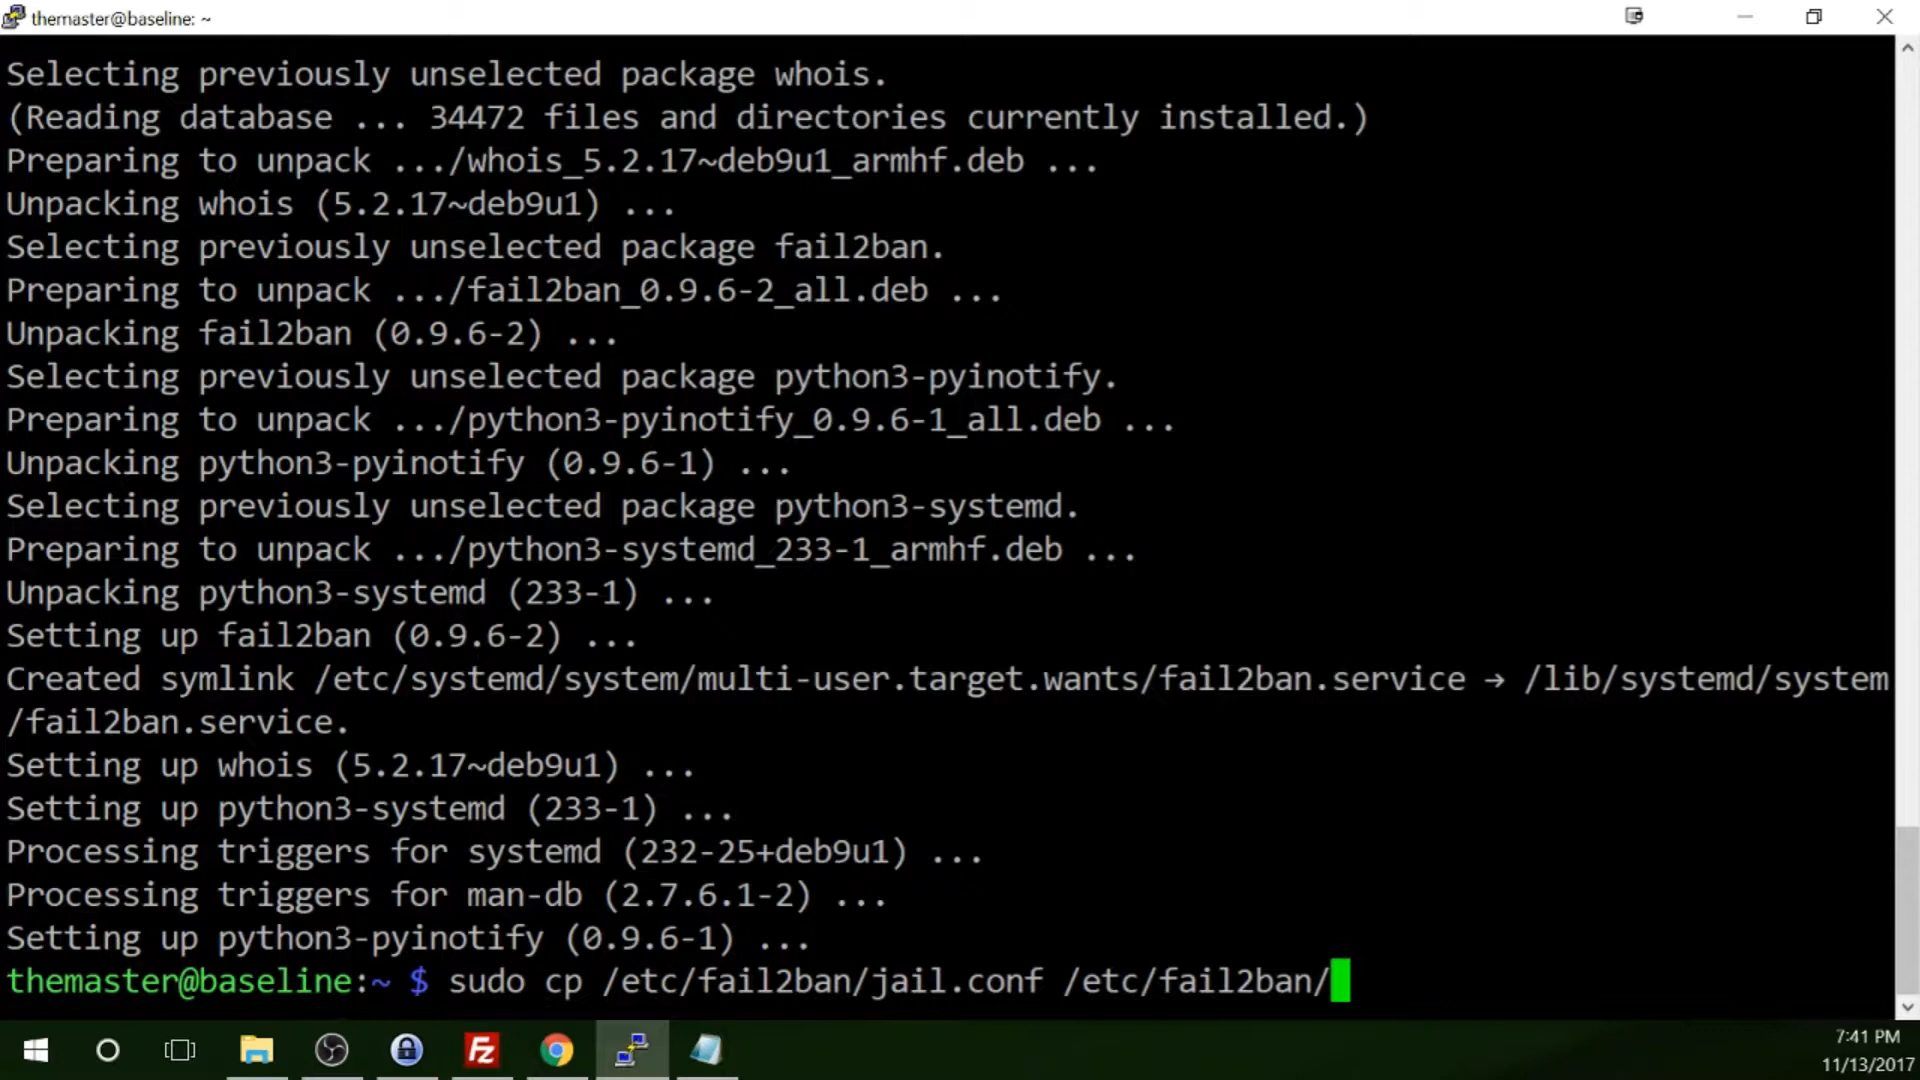 themaster@baseline: ~
Selecting previously unselected package whois.
(Reading database ... 34472 files and directories currently installed.)
Preparing to unpack .../whois_5.2.17~deb9u1_armhf.deb ...
Unpacking whois (5.2.17~deb9u1) ...
Selecting previously unselected package fail2ban.
Preparing to unpack .../fail2ban_0.9.6-2_all.deb ...
Unpacking fail2ban (0.9.6-2) ...
Selecting previously unselected package python3-pyinotify.
Preparing to unpack .../python3-pyinotify_0.9.6-1_all.deb ...
Unpacking python3-pyinotify (0.9.6-1) ...
Selecting previously unselected package python3-systemd.
Preparing to unpack .../python3-systemd_233-1_armhf.deb ...
Unpacking python3-systemd (233-1) ...
Setting up fail2ban (0.9.6-2) ...
Created symlink /etc/systemd/system/multi-user.target.wants/fail2ban.service → /lib/systemd/system
/fail2ban.service.
Setting up whois (5.2.17~deb9u1) ...
Setting up python3-systemd (233-1) ...
Processing triggers for systemd (232-25+deb9u1) ...
Processing triggers for man-db (2.7.6.1-2) ...
Setting up python3-pyinotify (0.9.6-1) ...
themaster@baseline:~ $ sudo cp /etc/fail2ban/jail.conf /etc/fail2ban/
Fz
7:41 PM
11/13/2017